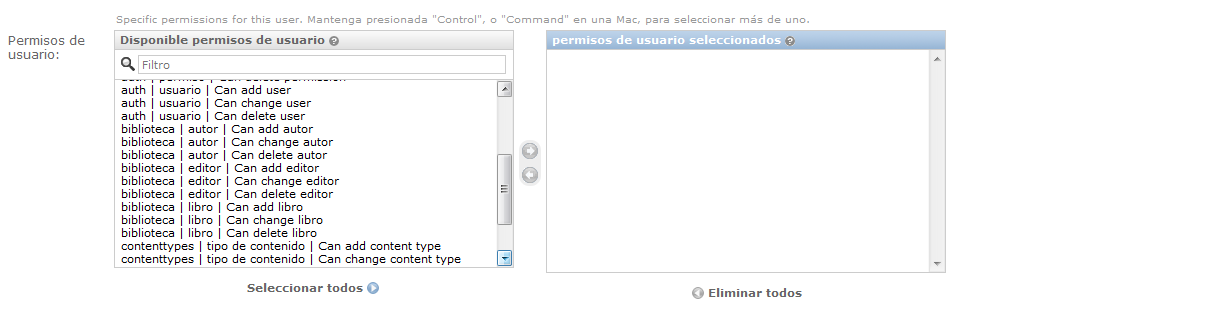 Specific permissions for this user. Mantenga presionada "Control", o "Command" en una Mac, para seleccionar más de uno.
Permisos de
usuario:
Disponible permisos de usuario
Filtro
auth | permiso | Can delete permission
auth | usuario | Can add user
auth | usuario | Can change user
auth | usuario | Can delete user
biblioteca | autor | Can add autor
biblioteca | autor | Can change autor
biblioteca | autor | Can delete autor
biblioteca | editor | Can add editor
biblioteca | editor | Can change editor
biblioteca | editor | Can delete editor
biblioteca | libro | Can add libro
biblioteca | libro | Can change libro
biblioteca | libro | Can delete libro
contenttypes | tipo de contenido | Can add content type
contenttypes | tipo de contenido | Can change content type
Seleccionar todos
permisos de usuario seleccionados
Eliminar todos